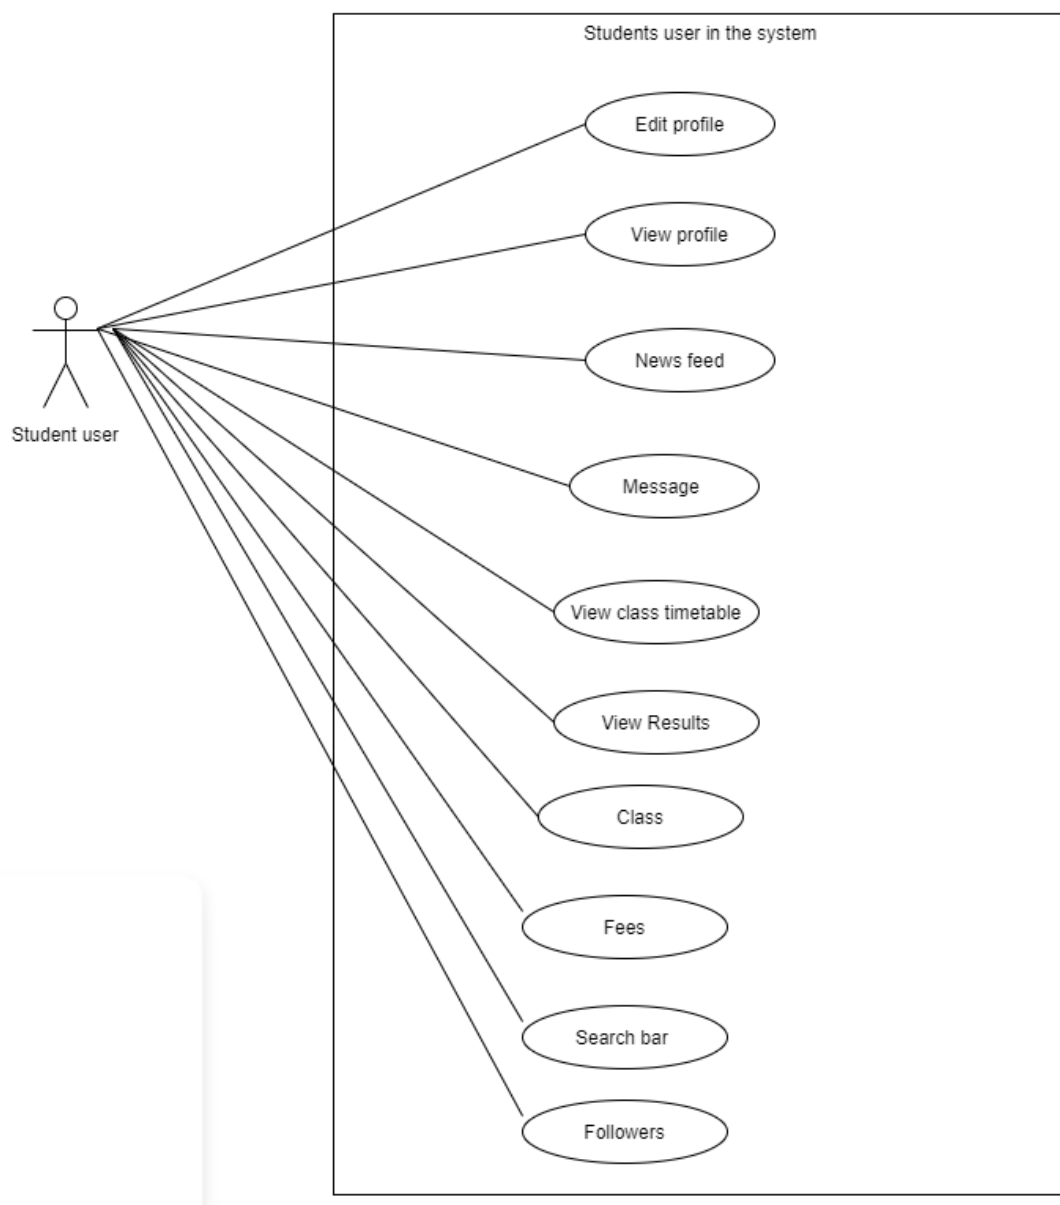 Students user in the system
Edit profile
View profile
News feed
Message
Student user
View class timetable
View Results
Class
Fees
Search bar
Followers